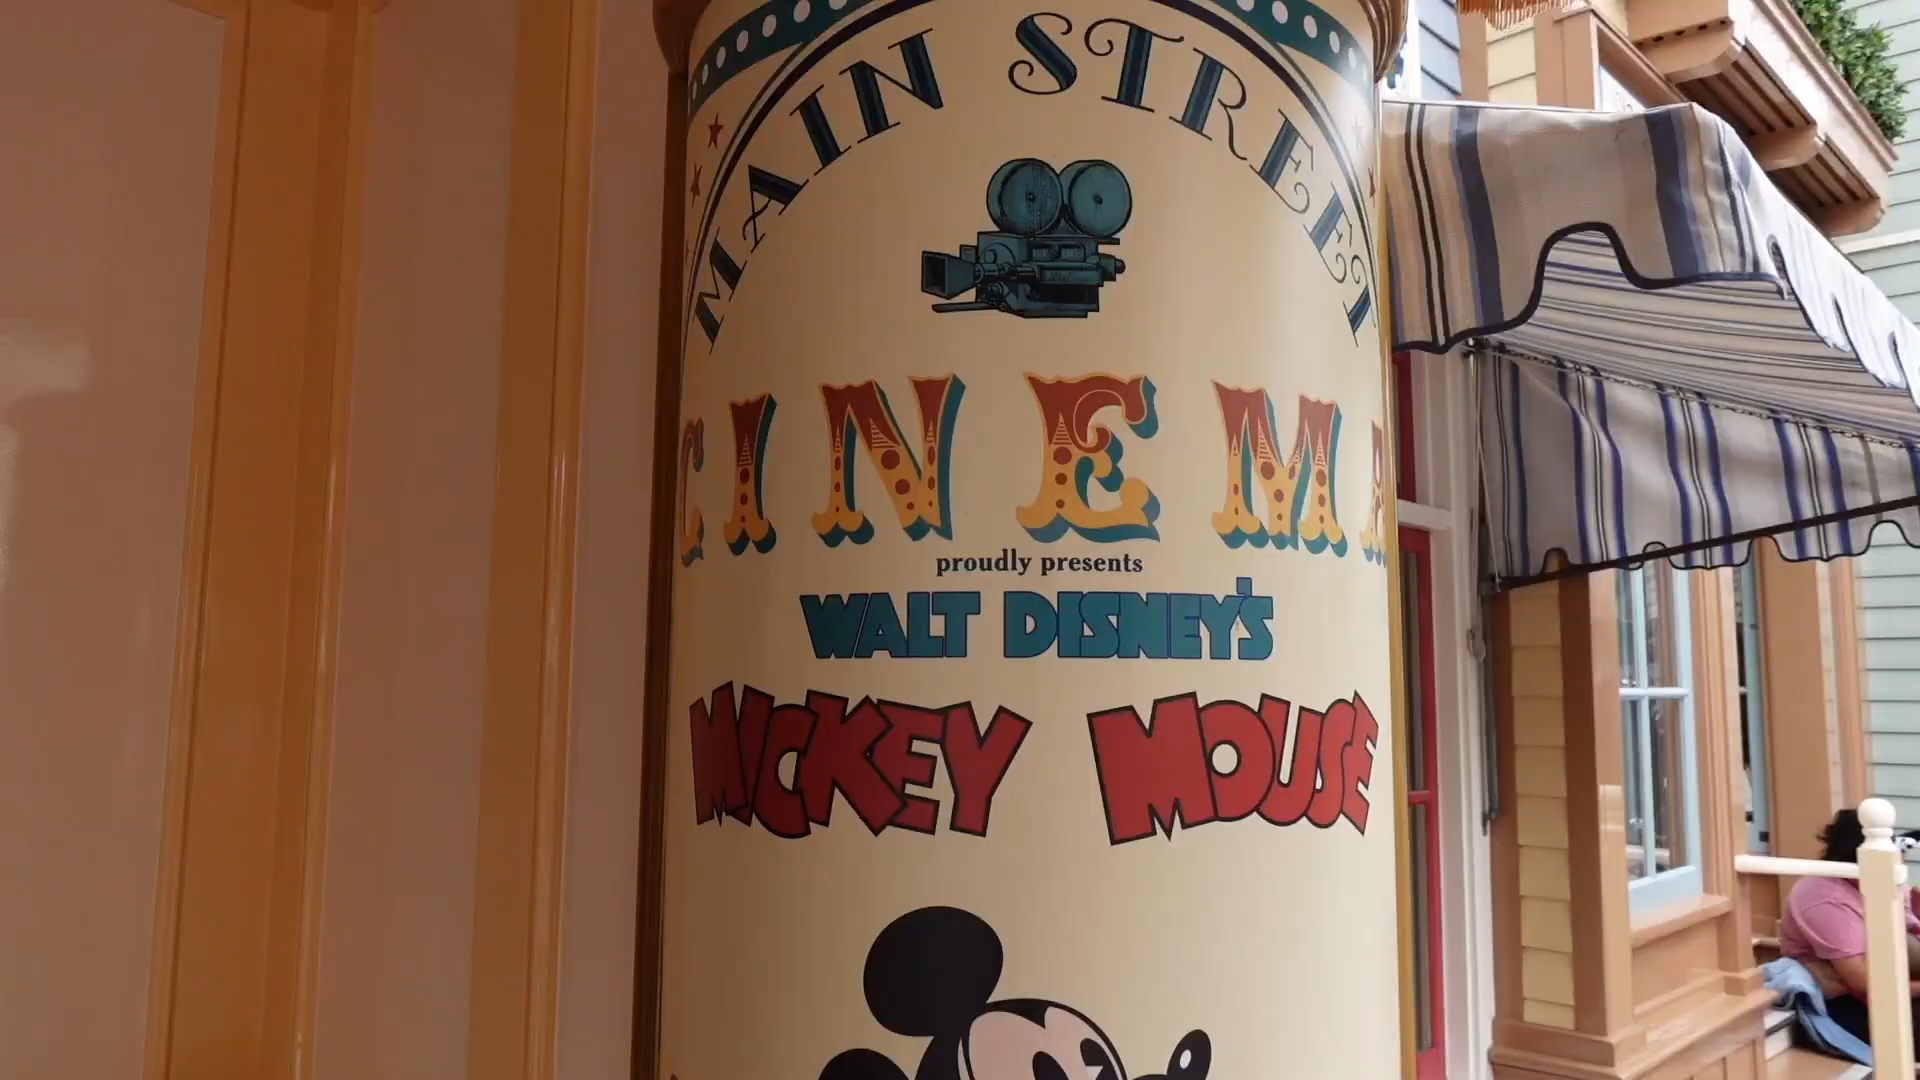 MAIN STREET
CINEMA
proudly presents
WALT DISNEY'S
MICKEY MOUSE